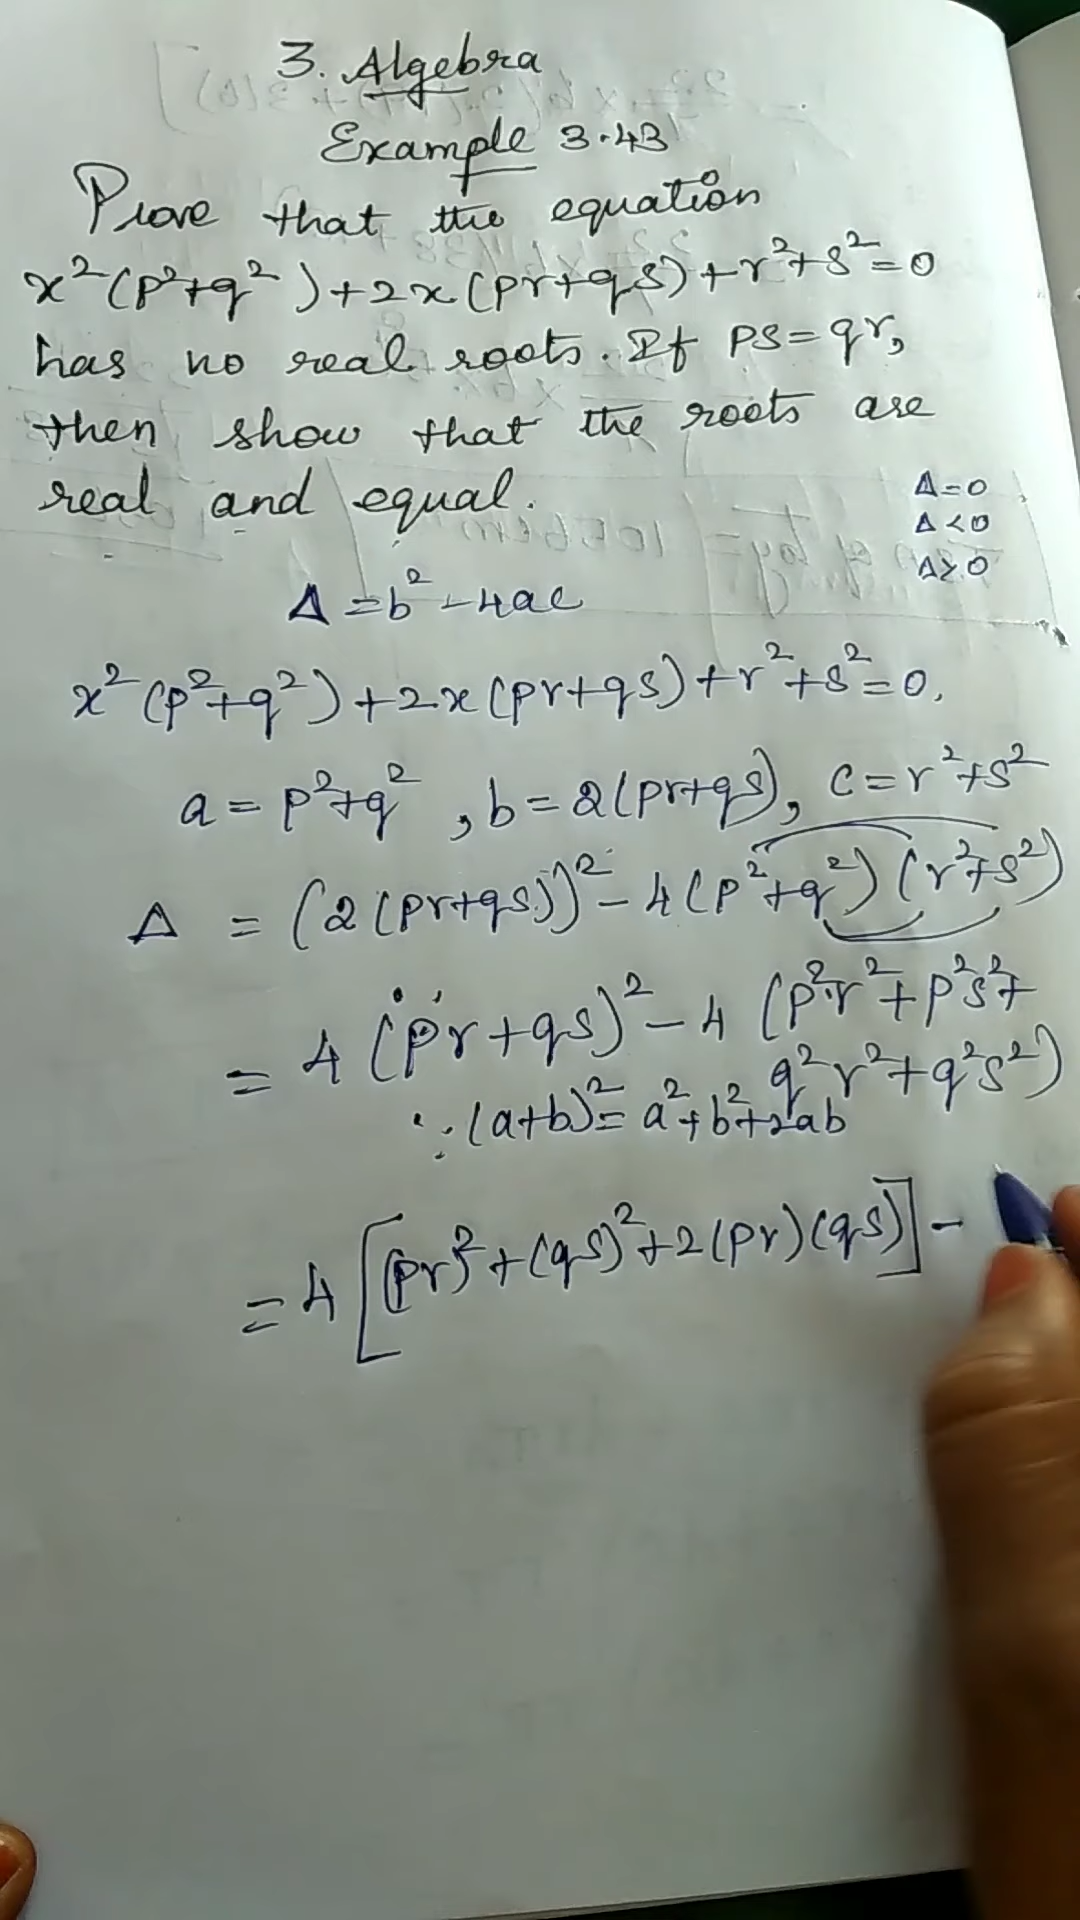 3. Algebra
Example 3.43
Prove that the equation
x²(p²+q²)+2x(pr+qs)+r²+s²=0
has no real roots. If ps=qr,
then show that the roots are
real and equal.
Δ=0
Δ<0
Δ>0
Δ=b²-4ac
x²(p²+q²)+2x(pr+qs)+r²+s²=0.
a=p²+q², b=2(pr+qs), c=r²+s²
Δ = (2(pr+qs))²-4(p²+q²)(r²+s²)
= 4(pr+qs)²-4(p²r²+p²s²+
q²r²+q²s²)
∵(a+b)²=a²+b²+2ab
=4[(pr)²+(qs)²+2(pr)(qs)]-